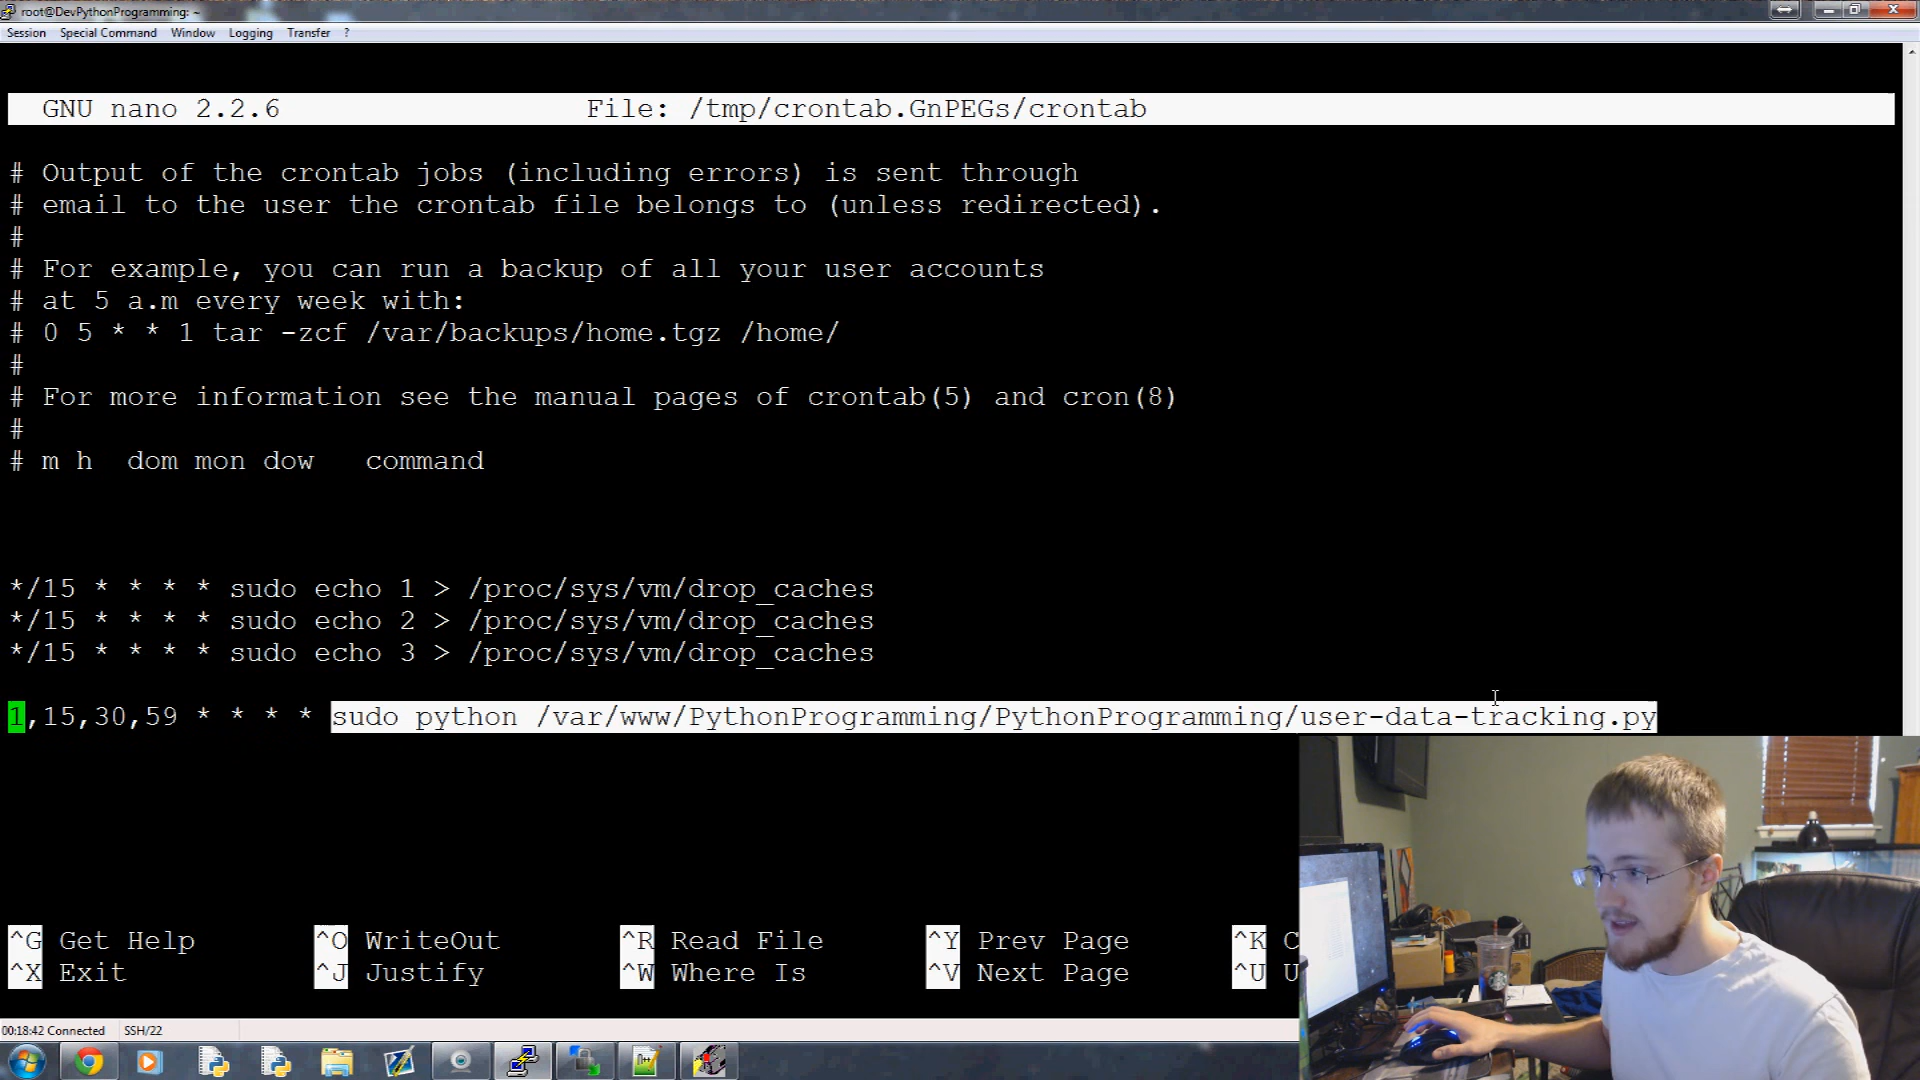 root@DevPythonProgramming: ~
Session Special Command Window Logging Transfer ?
GNU nano 2.2.6 File: /tmp/crontab.GnPEGs/crontab
# Output of the crontab jobs (including errors) is sent through
# email to the user the crontab file belongs to (unless redirected).
#
# For example, you can run a backup of all your user accounts
# at 5 a.m every week with:
# 0 5 * * 1 tar -zcf /var/backups/home.tgz /home/
#
# For more information see the manual pages of crontab(5) and cron(8)
#
# m h  dom mon dow   command
*/15 * * * * sudo echo 1 > /proc/sys/vm/drop_caches
*/15 * * * * sudo echo 2 > /proc/sys/vm/drop_caches
*/15 * * * * sudo echo 3 > /proc/sys/vm/drop_caches
1,15,30,59 * * * * sudo python /var/www/PythonProgramming/PythonProgramming/user-data-tracking.py
^G Get Help ^O WriteOut ^R Read File ^Y Prev Page ^K C
^X Exit ^J Justify ^W Where Is ^V Next Page ^U U
00:18:42 Connected SSH/22